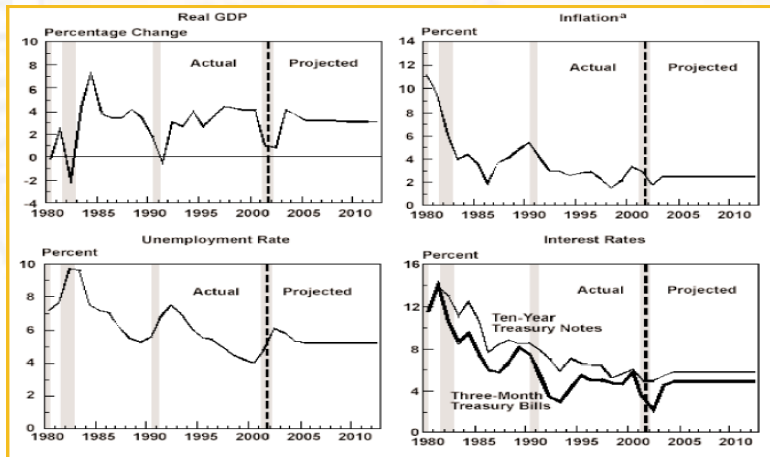 Real GDP
Percentage Change
10
8
6
4
2
0
-2
-4
Actual
Projected
1980 1985 1990 1995 2000 2005 2010
Inflationª
Percent
14
12
10
8
6
4
2
0
Actual
Projected
1980 1985 1990 1995 2000 2005 2010
Unemployment Rate
Percent
10
8
6
4
2
0
Actual
Projected
1980 1985 1990 1995 2000 2005 2010
Interest Rates
Percent
16
12
8
4
0
Actual
Projected
Ten-Year
Treasury Notes
Three-Month
Treasury Bills
1980 1985 1990 1995 2000 2005 2010